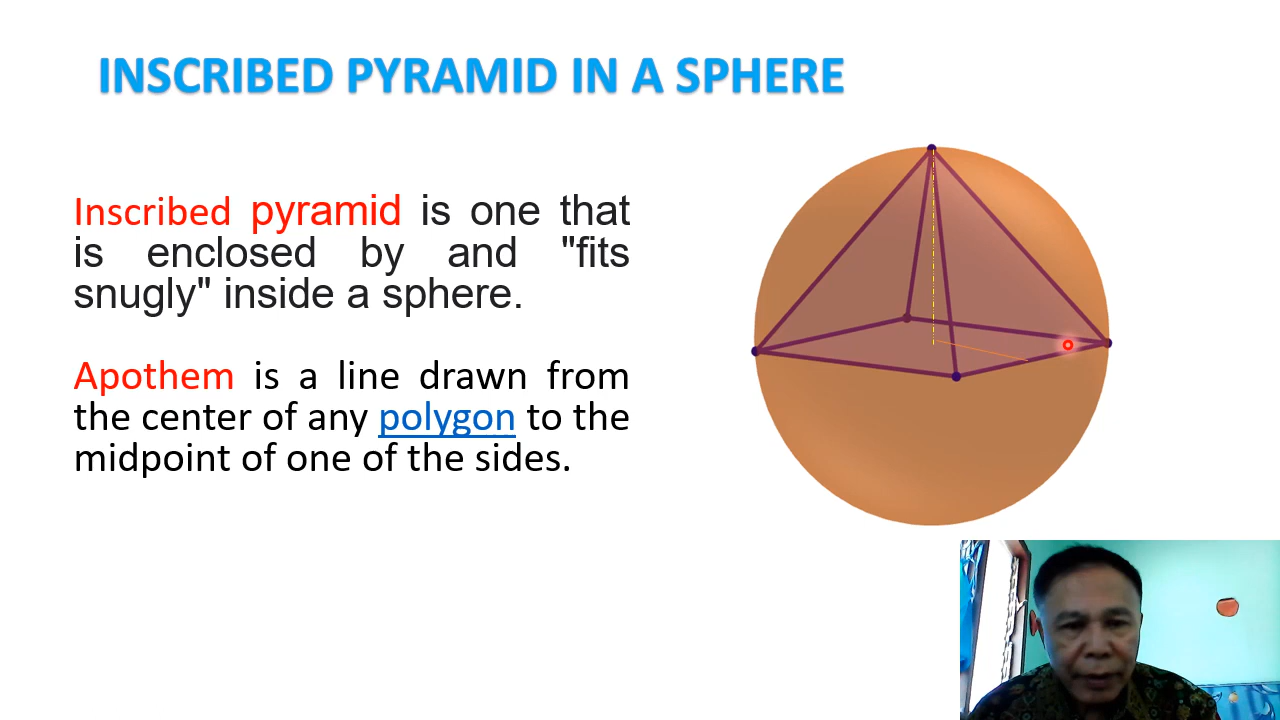 INSCRIBED PYRAMID IN A SPHERE
Inscribed pyramid is one that
is enclosed by and "fits
snugly" inside a sphere.
Apothem is a line drawn from
the center of any polygon to the
midpoint of one of the sides.